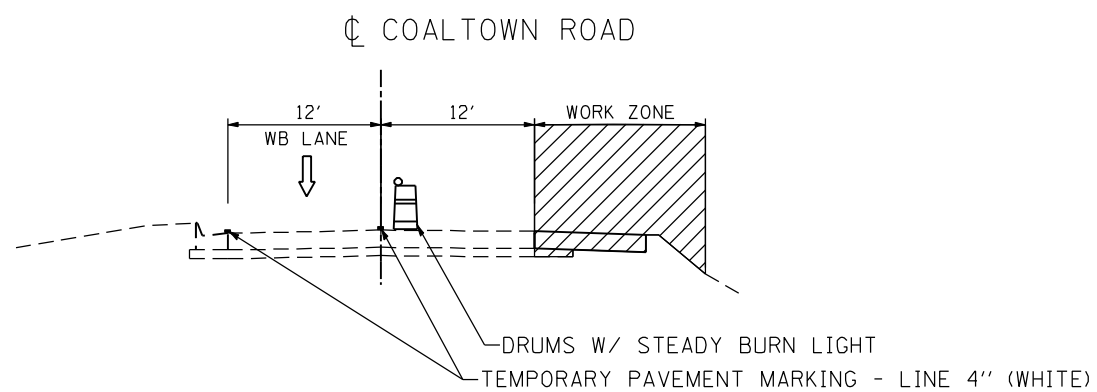 ℄ COALTOWN ROAD
12' 12' WORK ZONE
WB LANE
DRUMS W/ STEADY BURN LIGHT
TEMPORARY PAVEMENT MARKING - LINE 4'' (WHITE)